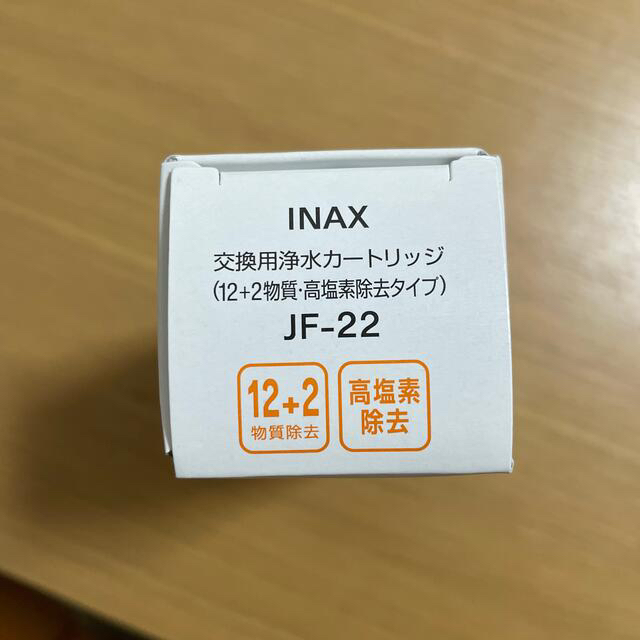 INAX
交換用浄水カートリッジ
(12+2物質･高塩素除去タイプ)
JF-22
12+2
物質除去
高塩素
除去